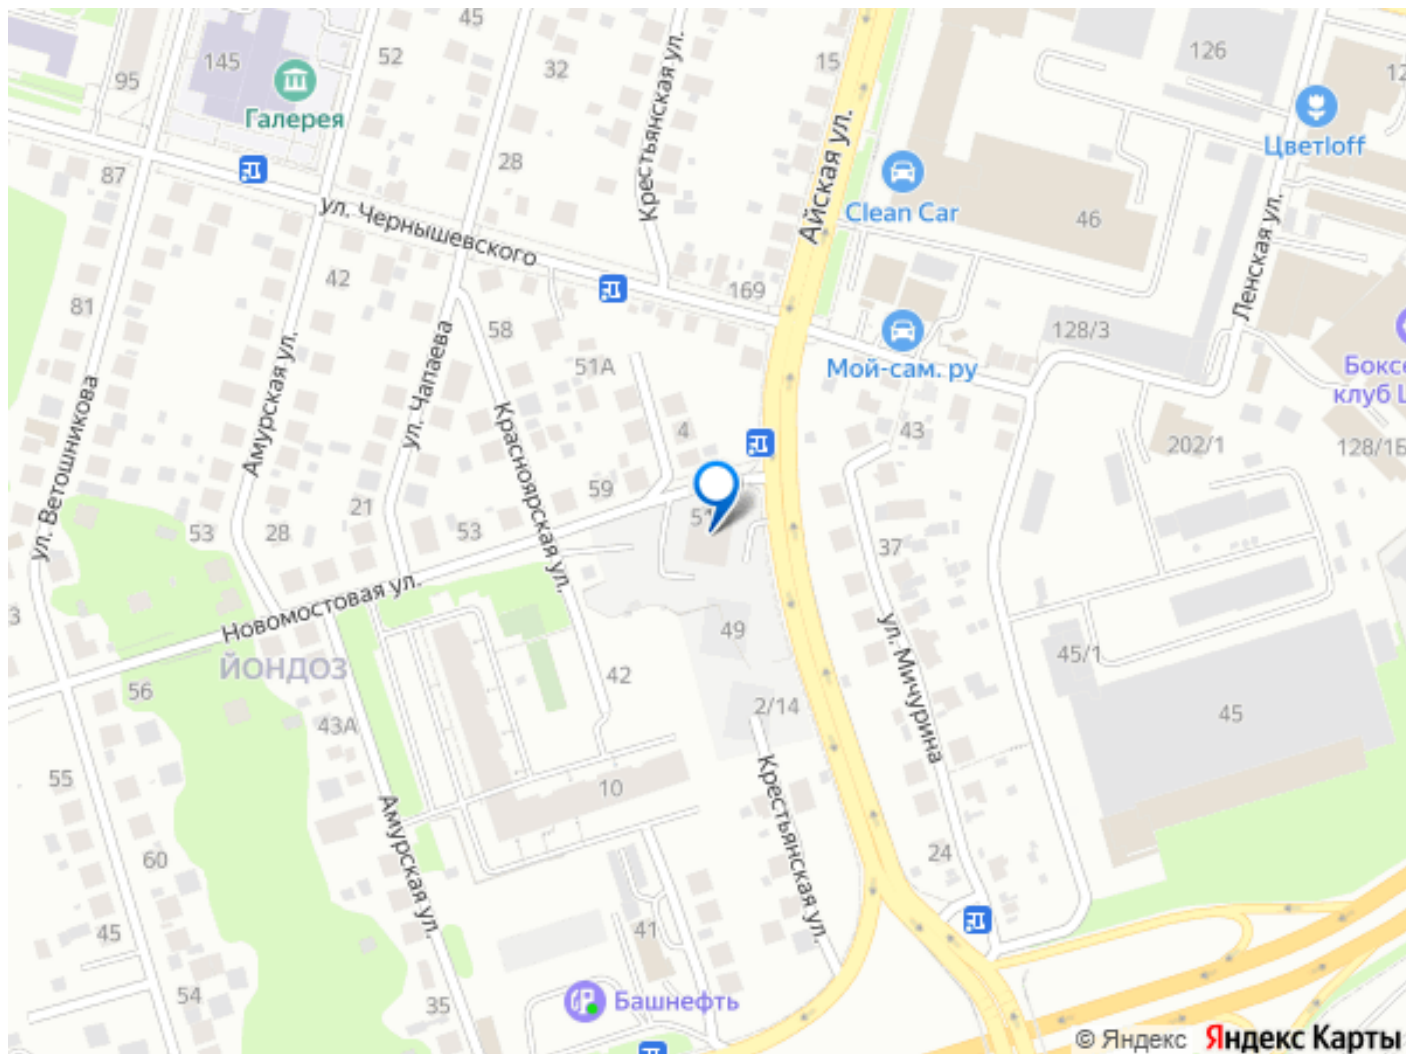 45
52
145
95
32
Крестьянская ул.
15
Айская ул.
126
Цветloff
Галерея
87
28
ул. Чернышевского
Clean Car
46
Ленская ул.
42
81
169
58
51А
Мой-сам. ру
128/3
ул. Чапаева
Амурская ул.
ул. Ветошникова
Красноярская ул.
4
43
202/1
128/1Б
59
21
53
28
53
37
Новомостовая ул.
ЙОНДОЗ
49
ул. Мичурина
45/1
45
56
42
2/14
43А
55
10
Крестьянская ул.
Амурская ул.
60
24
45
41
54
35
Башнефть
© Яндекс Яндекс Карты